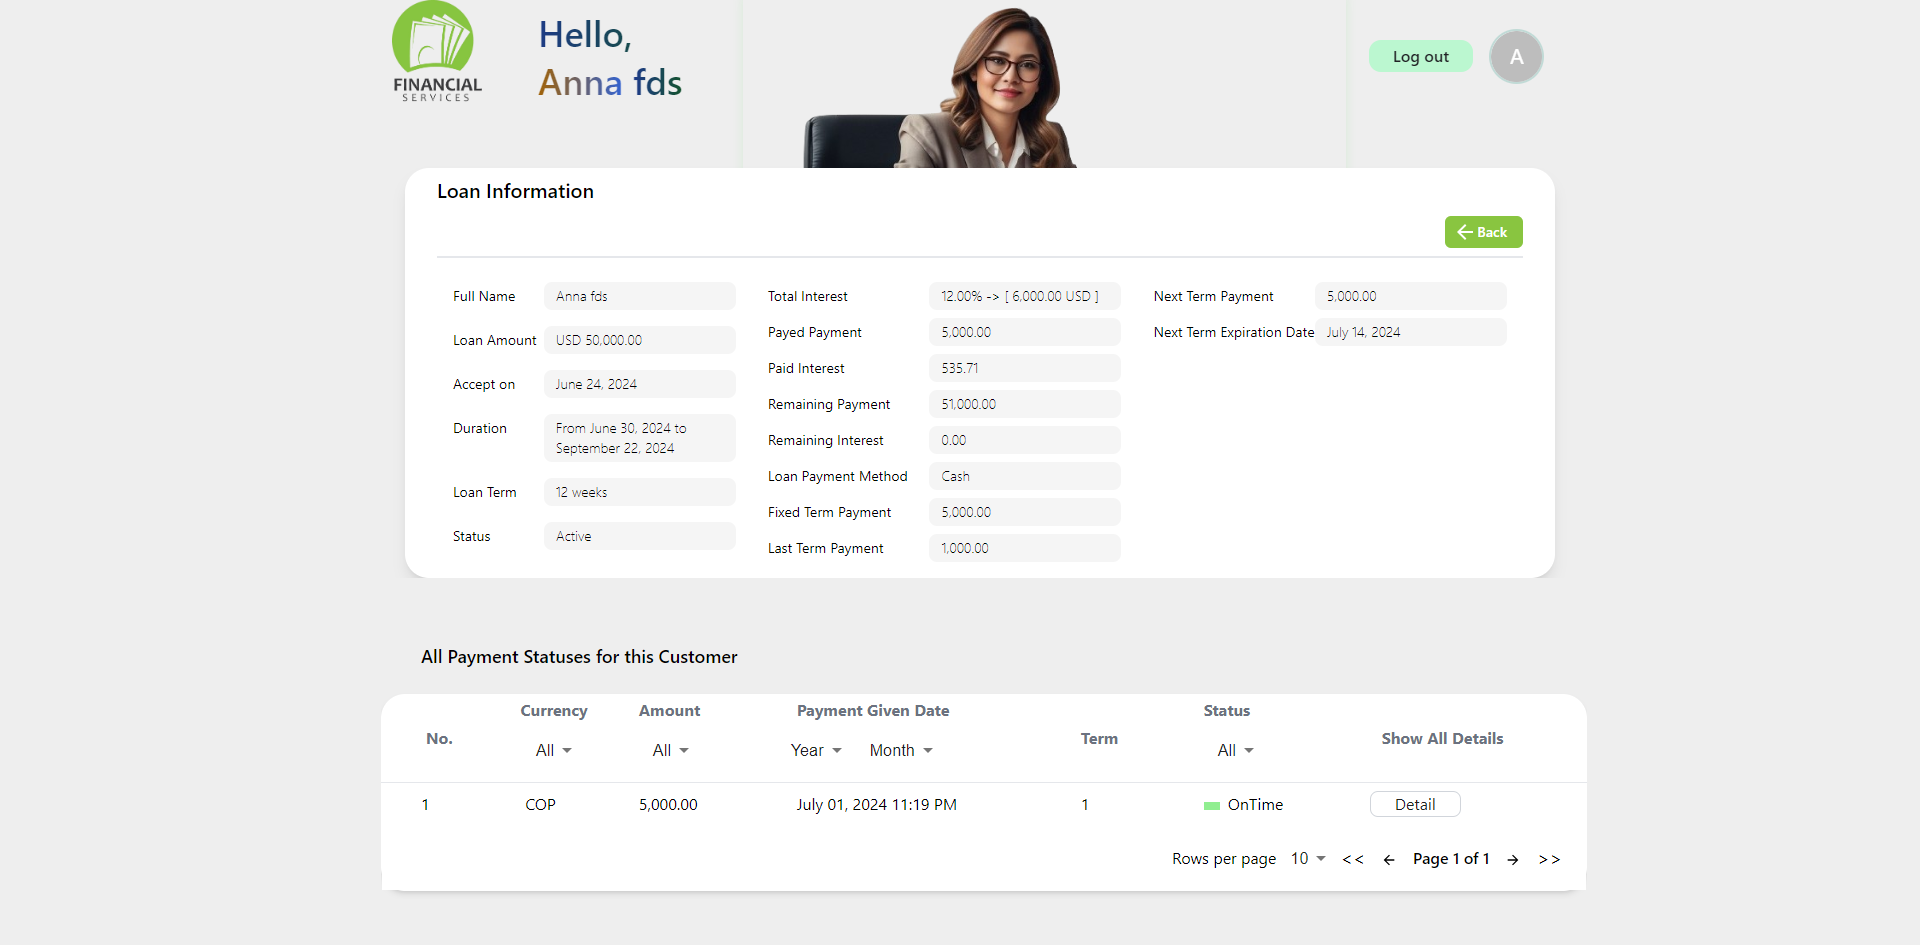 FINANCIAL
SERVICES
Hello,
Anna fds
Log out
A
Loan Information
Back
Full Name Anna fds
Loan Amount USD 50,000.00
Accept on June 24, 2024
Duration From June 30, 2024 to
September 22, 2024
Loan Term 12 weeks
Status Active
Total Interest 12.00% -> [ 6,000.00 USD ]
Payed Payment 5,000.00
Paid Interest 535.71
Remaining Payment 51,000.00
Remaining Interest 0.00
Loan Payment Method Cash
Fixed Term Payment 5,000.00
Last Term Payment 1,000.00
Next Term Payment 5,000.00
Next Term Expiration Date July 14, 2024
All Payment Statuses for this Customer
No. Currency Amount Payment Given Date Term Status Show All Details
All All Year Month All
1 COP 5,000.00 July 01, 2024 11:19 PM 1 OnTime Detail
Rows per page 10 << ← Page 1 of 1 → >>